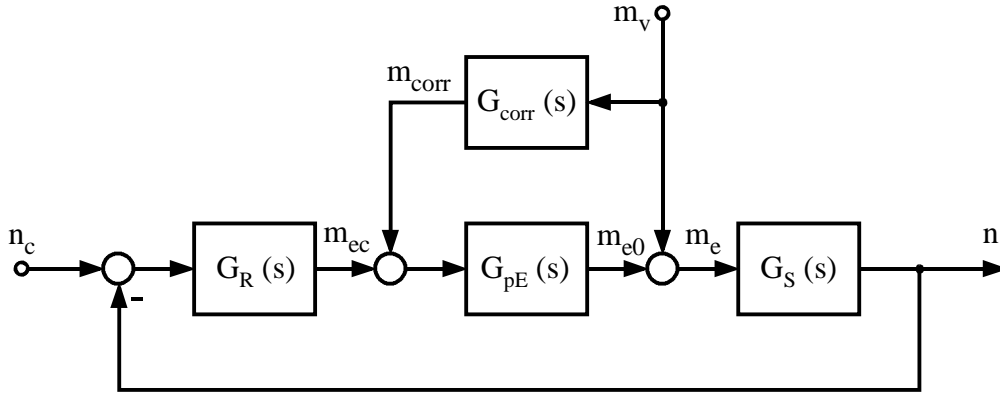 m_v
m_corr
G_corr (s)
n_c
m_ec
m_e0
m_e
n
G_R (s)
G_pE (s)
G_S (s)
-